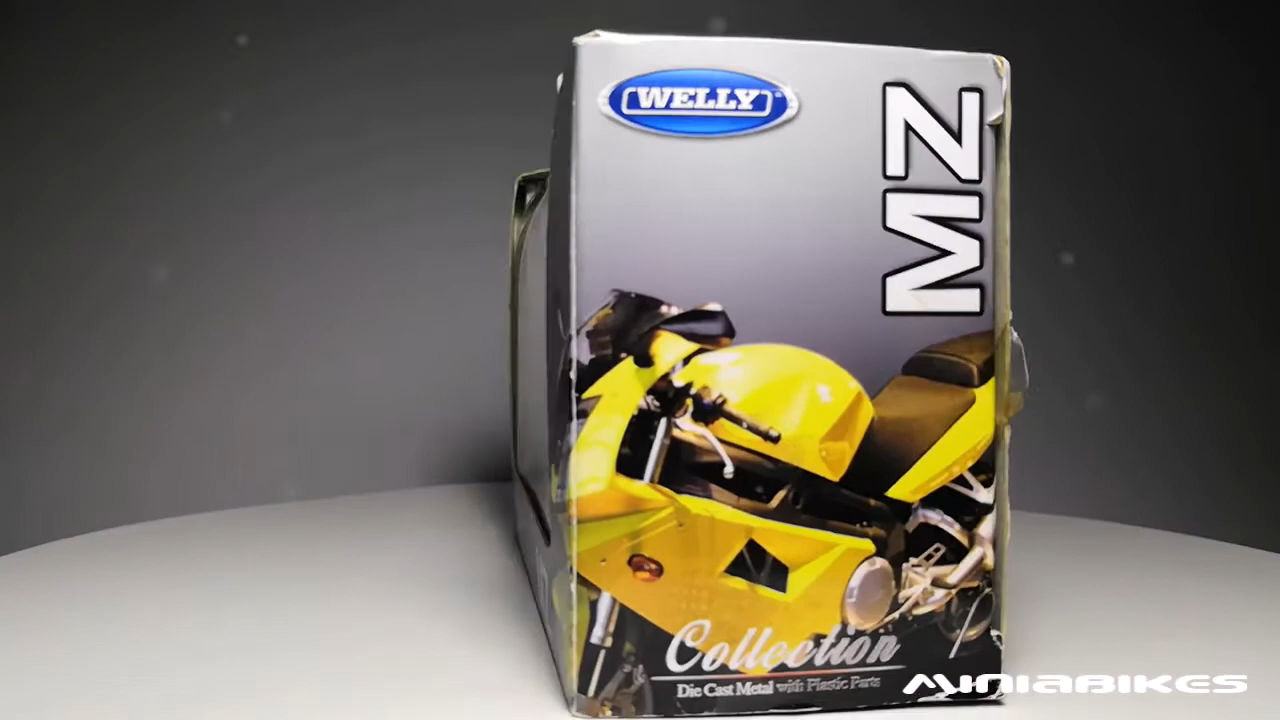 WELLY
MZ
Collection
Die Cast Metal with Plastic Parts
MINIABIKES